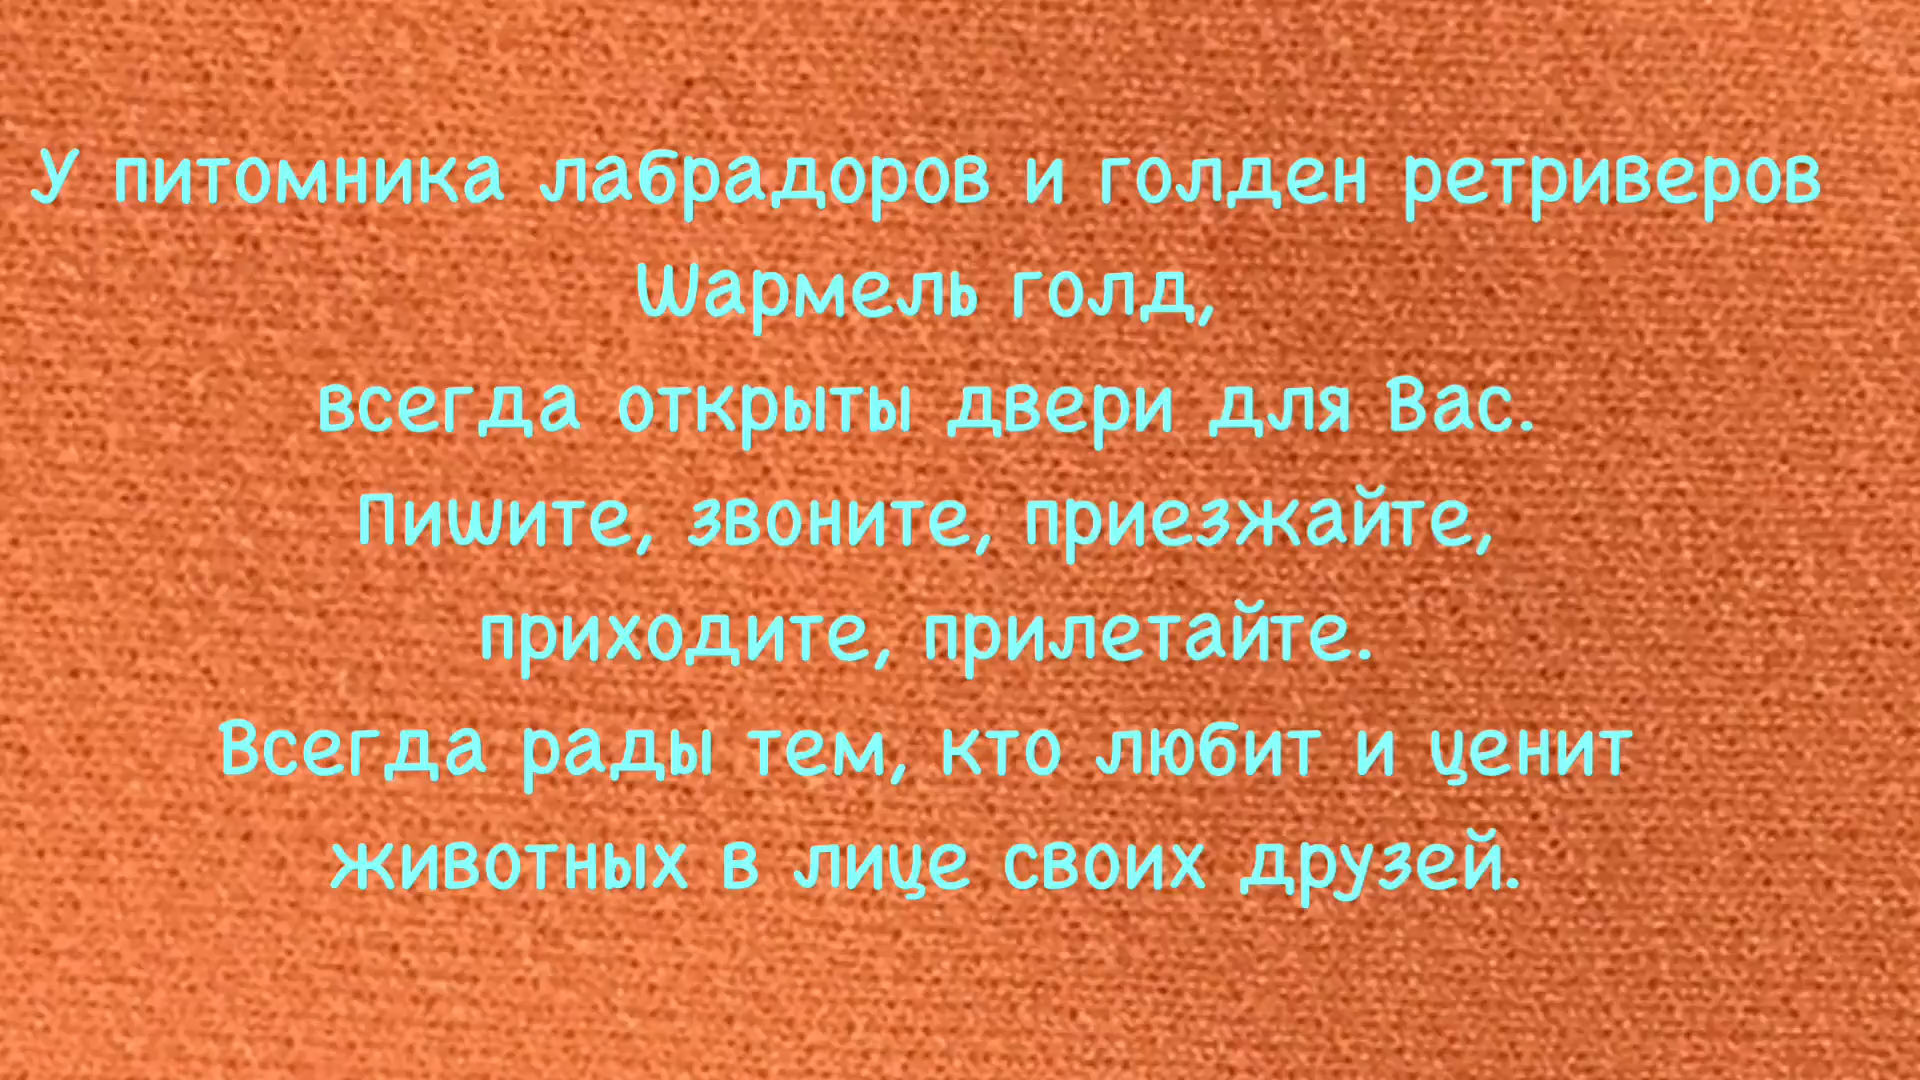 У питомника лабрадоров и голден ретриверов
Шармель голд,
всегда открыты двери для Вас.
Пишите, звоните, приезжайте,
приходите, прилетайте.
Всегда рады тем, кто любит и ценит
животных в лице своих друзей.